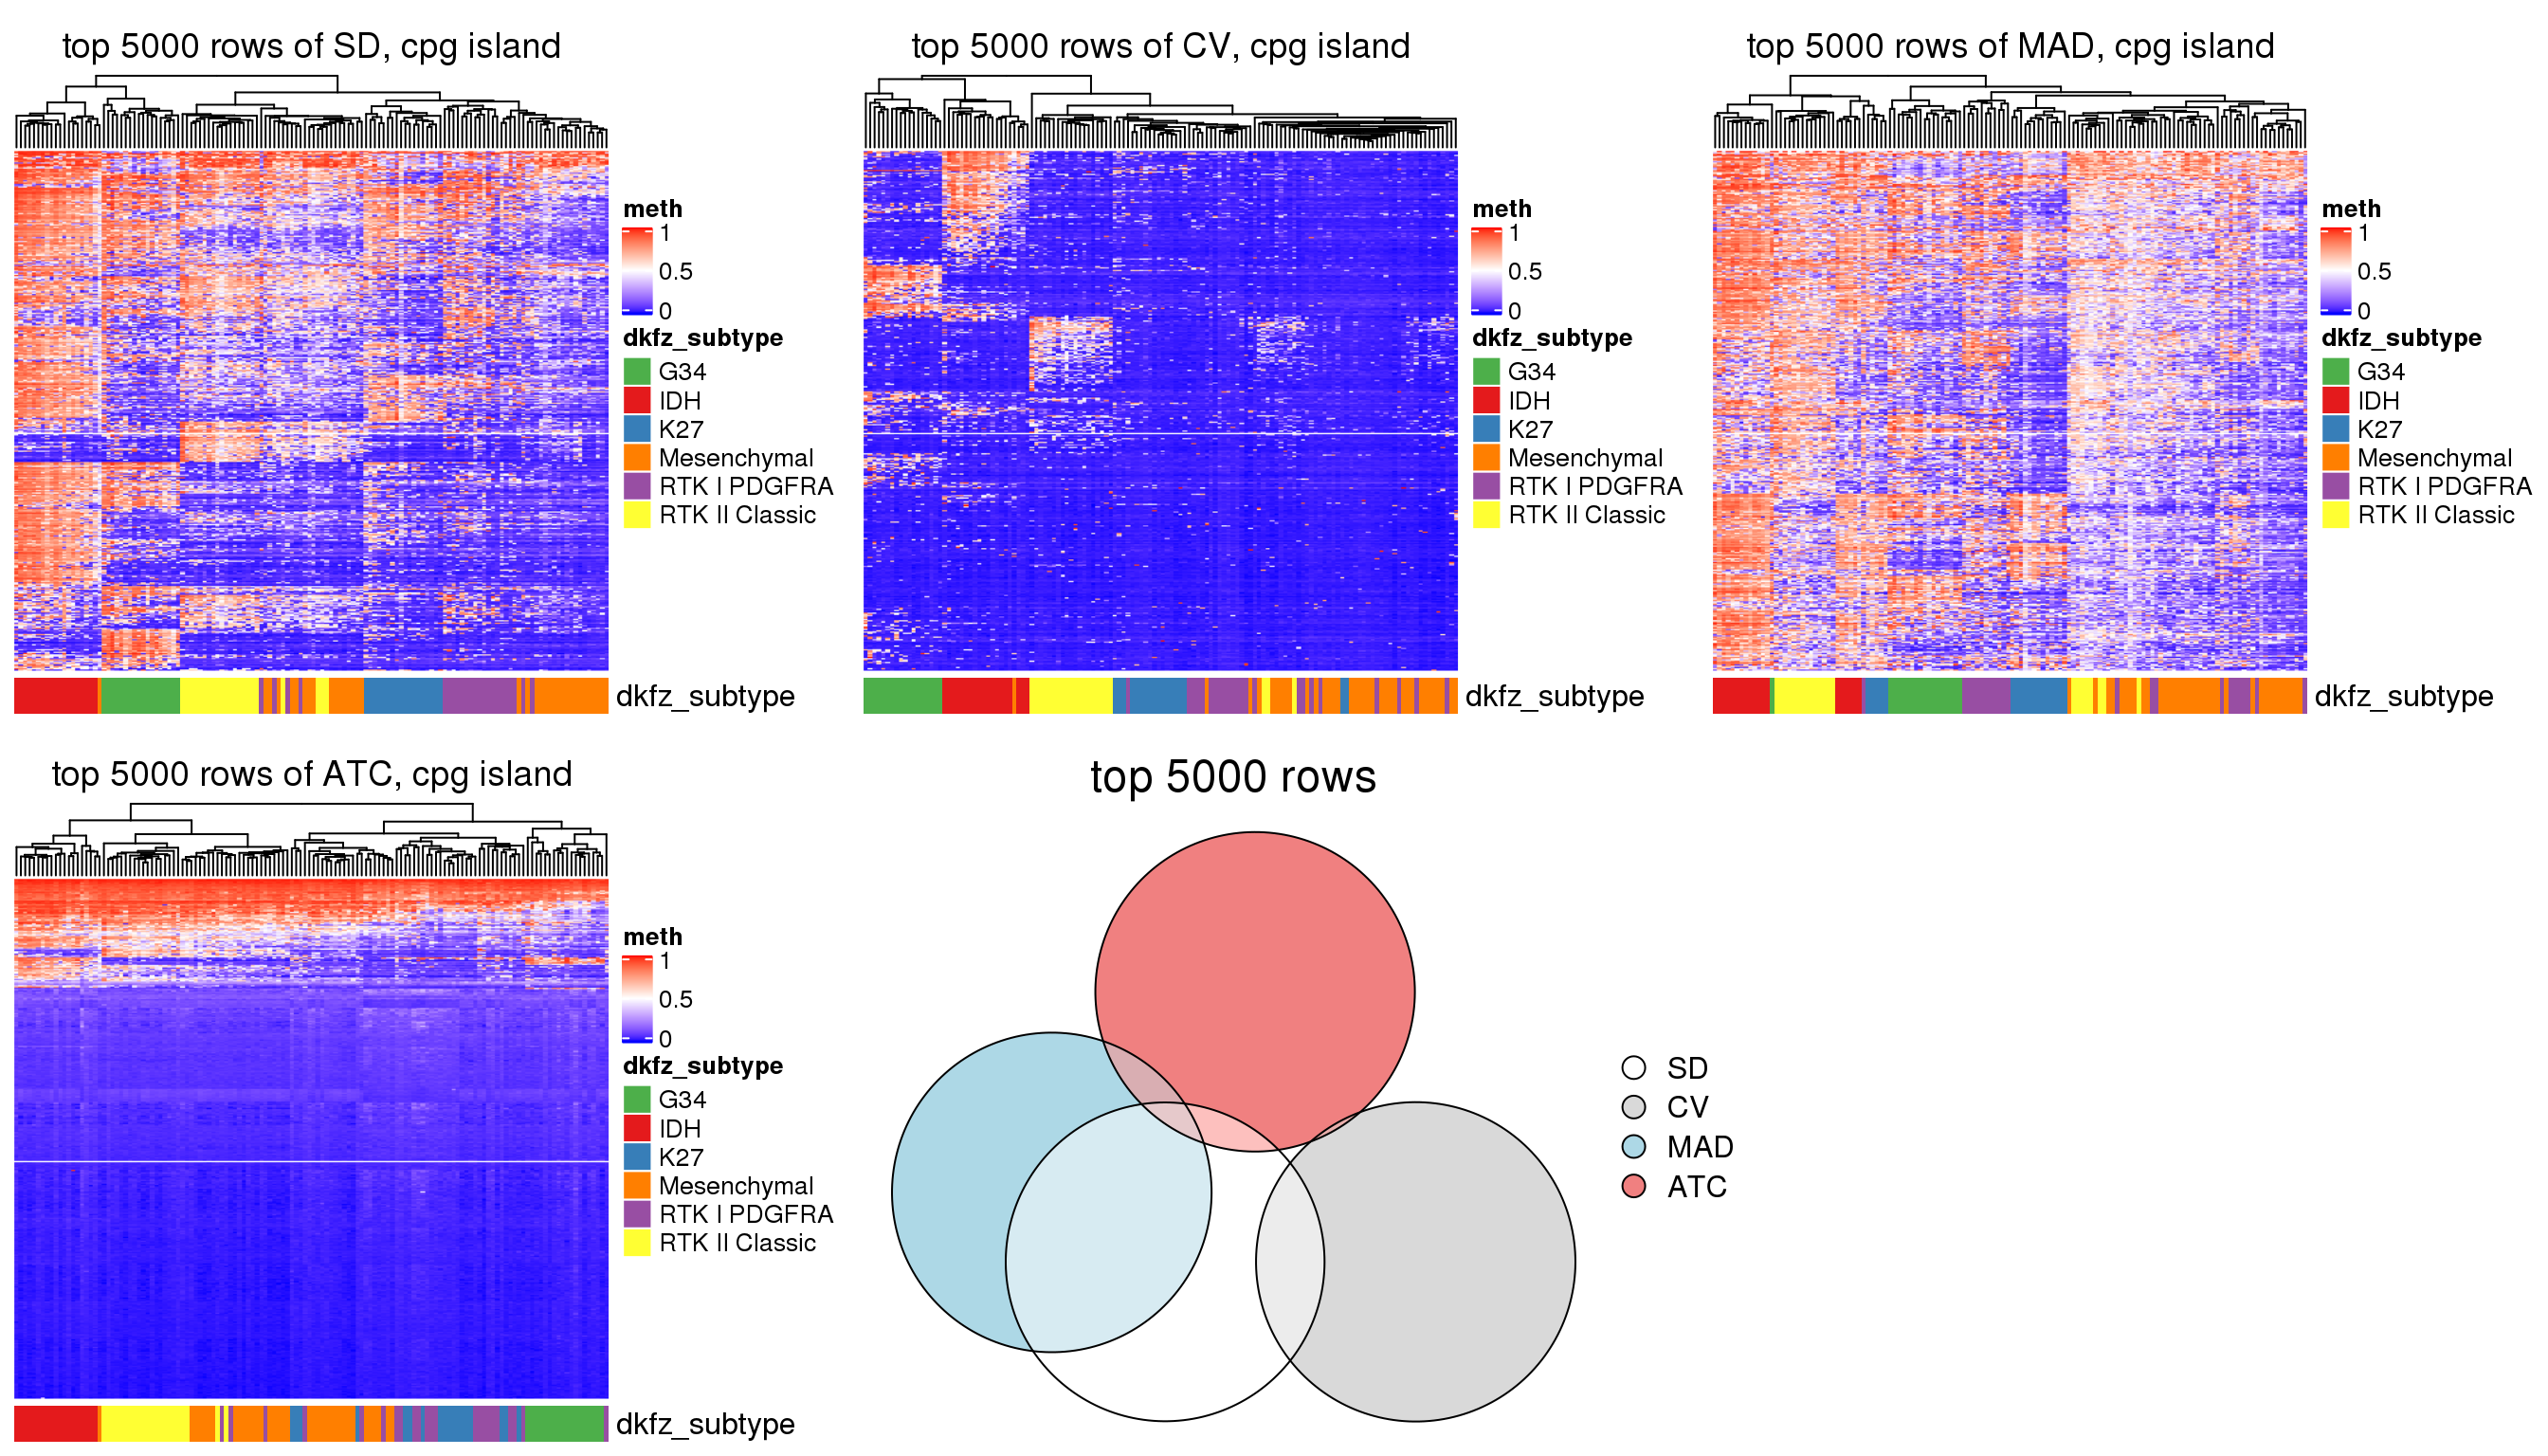 top 5000 rows of SD, cpg island
meth
1
0.5
0
dkfz_subtype
G34
IDH
K27
Mesenchymal
RTK I PDGFRA
RTK II Classic
dkfz_subtype
top 5000 rows of CV, cpg island
meth
1
0.5
0
dkfz_subtype
G34
IDH
K27
Mesenchymal
RTK I PDGFRA
RTK II Classic
dkfz_subtype
top 5000 rows of MAD, cpg island
meth
1
0.5
0
dkfz_subtype
G34
IDH
K27
Mesenchymal
RTK I PDGFRA
RTK II Classic
dkfz_subtype
top 5000 rows of ATC, cpg island
meth
1
0.5
0
dkfz_subtype
G34
IDH
K27
Mesenchymal
RTK I PDGFRA
RTK II Classic
dkfz_subtype
top 5000 rows
SD
CV
MAD
ATC